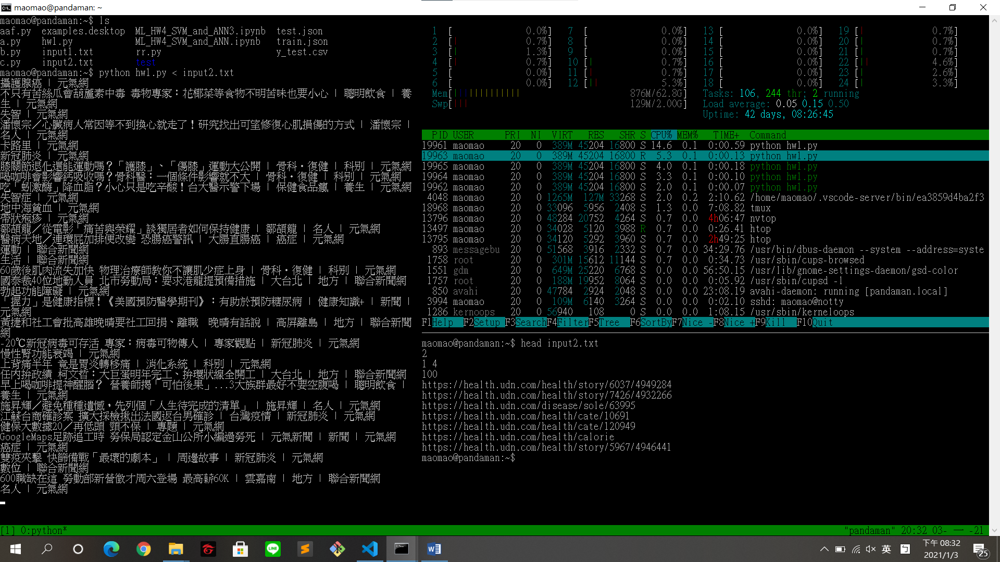 maomao@pandaman: ~
maomao@pandaman:~$ ls
aaf.py  examples.desktop  ML_HW4_SVM_and_ANN3.ipynb  test.json
a.py    hw1.py            ML_HW4_SVM_and_ANN.ipynb   train.json
b.py    input1.txt        rr.py                      y_test.csv
c.py    input2.txt        test
maomao@pandaman:~$ python hw1.py < input2.txt
攝護腺癌 | 元氣網
不只有苦絲瓜會葫蘆素中毒 毒物專家：花椰菜等食物不明苦味也要小心 | 聰明飲食 | 養
生 | 元氣網
失智 | 元氣網
潘懷宗／心臟病人常因等不到換心就走了！研究找出可望修復心肌損傷的方式 | 潘懷宗 |
名人 | 元氣網
卡路里 | 元氣網
新冠肺炎 | 元氣網
膝關節退化還能運動嗎？「護膝」、「傷膝」運動大公開 | 骨科‧復健 | 科別 | 元氣網
喝咖啡會影響鈣吸收嗎？骨科醫：一個條件影響就不大 | 骨科‧復健 | 科別 | 元氣網
吃「蚓激酶」降血脂？小心只是吃辛酸！台大醫示警下場 | 保健食品瘋 | 養生 | 元氣網
失智症 | 元氣網
地中海貧血 | 元氣網
帶狀疱疹 | 元氣網
鄒頡龍／從電影「痛苦與榮耀」談獨居者如何保持健康 | 鄒頡龍 | 名人 | 元氣網
醫病天地／連環屁加排便改變 恐腸癌警訊 | 大腸直腸癌 | 癌症 | 元氣網
運動 | 聯合新聞網
生活 | 聯合新聞網
60歲後肌肉流失加快 物理治療師教你不讓肌少症上身 | 骨科‧復健 | 科別 | 元氣網
國泰裁40位地勤人員 北市勞動局：要求港龍提預備措施 | 大台北 | 地方 | 聯合新聞網
勃起功能障礙 | 元氣網
「握力」是健康指標！《美國預防醫學期刊》：有助於預防糖尿病 | 健康知識+ | 新聞 |
元氣網
黃捷和社工會批高雄晚晴要社工回捐、離職　晚晴有話說 | 高屏離島 | 地方 | 聯合新聞
網
-20℃新冠病毒可存活 專家：病毒可物傳人 | 專家觀點 | 新冠肺炎 | 元氣網
慢性腎功能衰竭 | 元氣網
上背痛半年 竟是胃炎轉移痛 | 消化系統 | 科別 | 元氣網
任內拚政績 柯文哲：大巨蛋明年完工、拚環狀線全開工 | 大台北 | 地方 | 聯合新聞網
早上喝咖啡提神醒腦？ 營養師揭「可怕後果」...3大族群最好不要空腹喝 | 聰明飲食 |
養生 | 元氣網
施昇輝／避免種種遺憾，先列個「人生待完成的清單」 | 施昇輝 | 名人 | 元氣網
江蘇台商確診案 擴大採檢揪出法國返台男確診 | 台灣疫情 | 新冠肺炎 | 元氣網
健保大數據20／再低頭 頸不保 | 專題 | 元氣網
GoogleMaps足跡追工時 勞保局認定金山公所小編過勞死 | 元氣新聞 | 新聞 | 元氣網
癌症 | 元氣網
雙疫夾擊 快篩備戰「最壞的劇本」 | 周邊故事 | 新冠肺炎 | 元氣網
數位 | 聯合新聞網
600職缺在這 勞動部新營徵才周六登場 最高薪60K | 雲嘉南 | 地方 | 聯合新聞網
名人 | 元氣網
1 [ 0.0%] 7 [ 0.0%] 13 [ 0.0%] 19 [| 0.7%]
2 [| 0.7%] 8 [ 0.0%] 14 [ 0.0%] 20 [| 0.7%]
3 [| 1.3%] 9 [ 0.0%] 15 [ 0.0%] 21 [| 0.7%]
4 [| 0.7%] 10 [| 0.7%] 16 [ 0.0%] 22 [|| 4.6%]
5 [ 0.0%] 11 [| 0.7%] 17 [ 0.0%] 23 [| 2.6%]
6 [ 0.0%] 12 [|| 5.3%] 18 [ 0.0%] 24 [| 3.3%]
Mem[||||||||||||| 876M/62.8G] Tasks: 106, 244 thr; 2 running
Swp[||| 129M/2.00G] Load average: 0.05 0.15 0.50
Uptime: 42 days, 08:26:45
PID USER PRI NI VIRT RES SHR S CPU% MEM% TIME+ Command
19961 maomao 20 0 389M 45204 16800 S 14.6 0.1 0:00.59 python hw1.py
19963 maomao 20 0 389M 45204 16800 R 5.3 0.1 0:00.13 python hw1.py
19965 maomao 20 0 389M 45204 16800 S 4.0 0.1 0:00.18 python hw1.py
19964 maomao 20 0 389M 45204 16800 S 3.3 0.1 0:00.10 python hw1.py
19962 maomao 20 0 389M 45204 16800 S 2.0 0.1 0:00.07 python hw1.py
4048 maomao 20 0 1265M 127M 33268 S 2.0 0.2 2:10.62 /home/maomao/.vscode-server/bin/ea3859d4ba2f3
18968 maomao 20 0 33096 5956 2408 S 1.3 0.0 7:08.82 tmux
13796 maomao 20 0 48284 20752 4264 S 0.7 0.0 4h06:47 nvtop
13497 maomao 20 0 34028 5120 3988 R 0.7 0.0 0:26.41 htop
13795 maomao 20 0 34120 5292 3960 S 0.7 0.0 2h49:25 htop
893 messagebu 20 0 51568 3916 2332 S 0.7 0.0 34:29.76 /usr/bin/dbus-daemon --system --address=syste
1758 root 20 0 301M 15612 11144 S 0.7 0.0 0:34.73 /usr/sbin/cups-browsed
1551 gdm 20 0 649M 25220 6768 S 0.0 0.0 56:50.15 /usr/lib/gnome-settings-daemon/gsd-color
1757 root 20 0 188M 19952 8064 S 0.0 0.0 0:05.92 /usr/sbin/cupsd -l
850 avahi 20 0 47784 2924 2048 S 0.0 0.0 23:08.19 avahi-daemon: running [pandaman.local]
3994 maomao 20 0 109M 6140 3264 S 0.0 0.0 0:02.10 sshd: maomao@notty
1286 kernoops 20 0 56940 108 0 S 0.0 0.0 1:08.15 /usr/sbin/kerneloops
F1Help F2Setup F3SearchF4FilterF5Tree F6SortByF7Nice -F8Nice +F9Kill F10Quit
maomao@pandaman:~$ head input2.txt
2
1 4
100
https://health.udn.com/health/story/6037/4949284
https://health.udn.com/health/story/7426/4932266
https://health.udn.com/disease/sole/63995
https://health.udn.com/health/cate/10691
https://health.udn.com/health/cate/120949
https://health.udn.com/health/calorie
https://health.udn.com/health/story/5967/4946441
maomao@pandaman:~$
[1] 0:python* "pandaman" 20:32 03- 一 -21
英
下午 08:32
2021/1/3
25